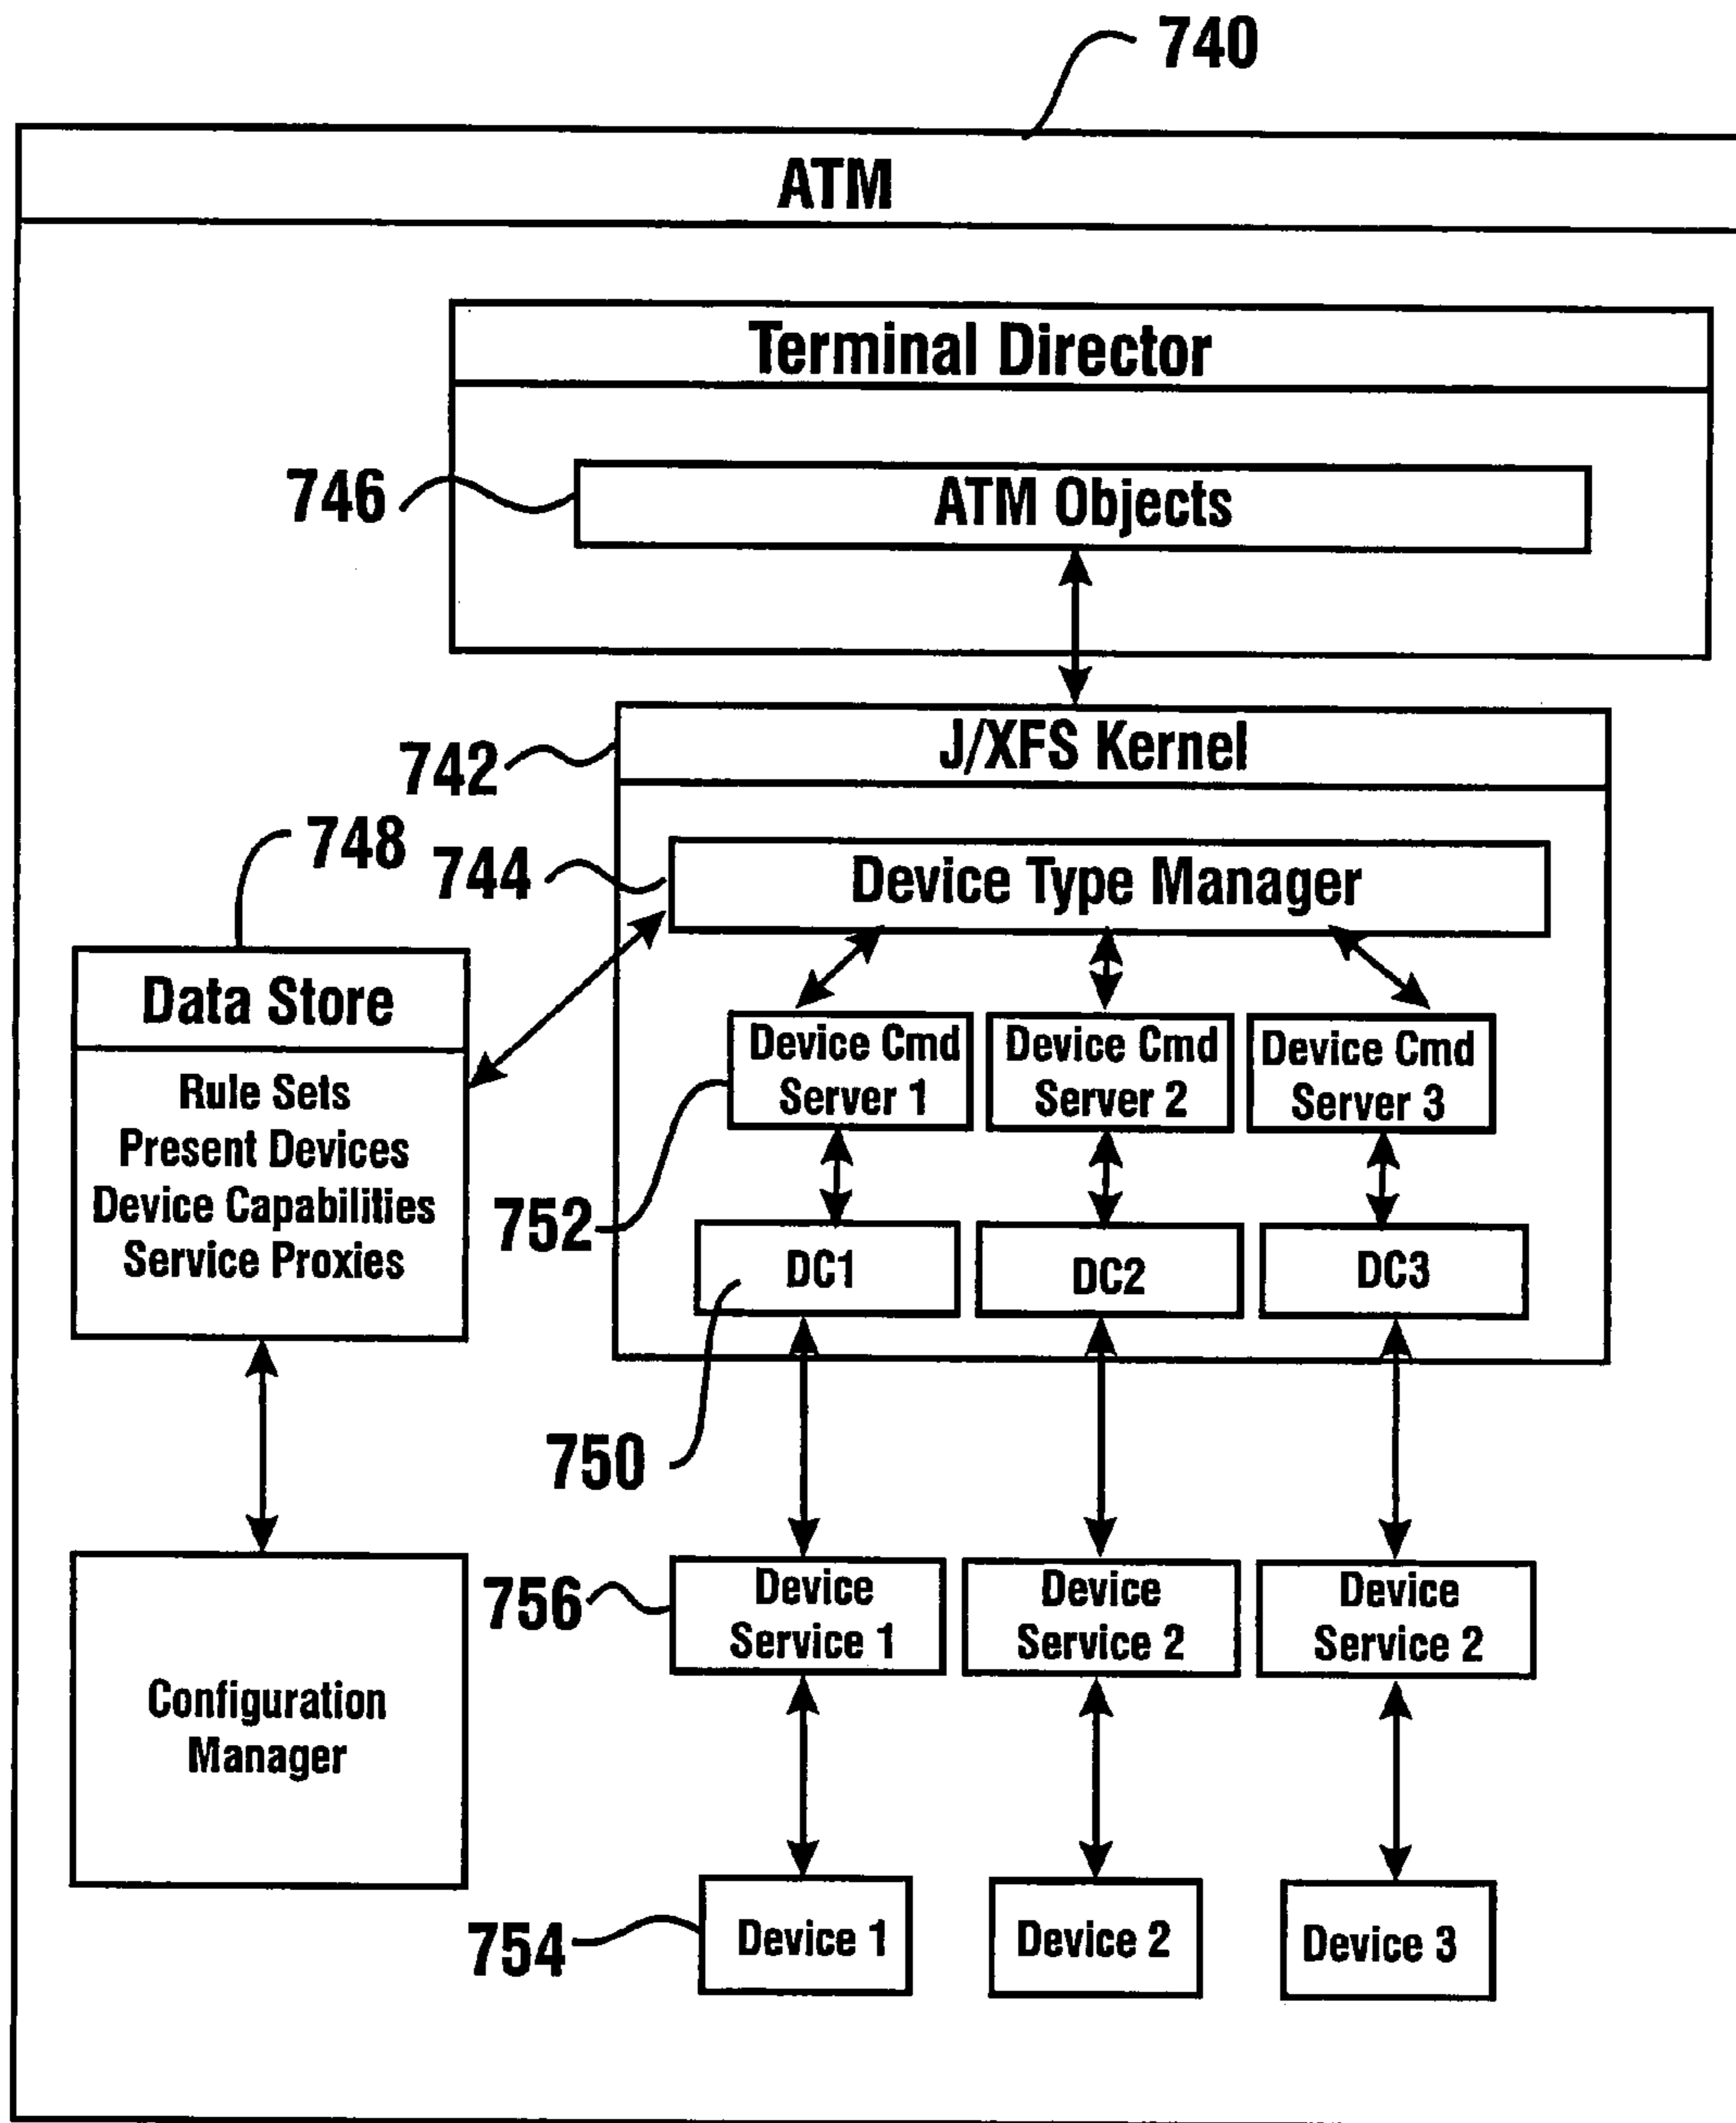 740
ATM
Terminal Director
746
ATM Objects
742
J/XFS Kernel
748
744
Device Type Manager
Data Store
Rule Sets
Present Devices
Device Capabilities
Service Proxies
Device Cmd
Server 1
Device Cmd
Server 2
Device Cmd
Server 3
752
DC1
DC2
DC3
750
756
Device
Service 1
Device
Service 2
Device
Service 2
Configuration
Manager
754
Device 1
Device 2
Device 3